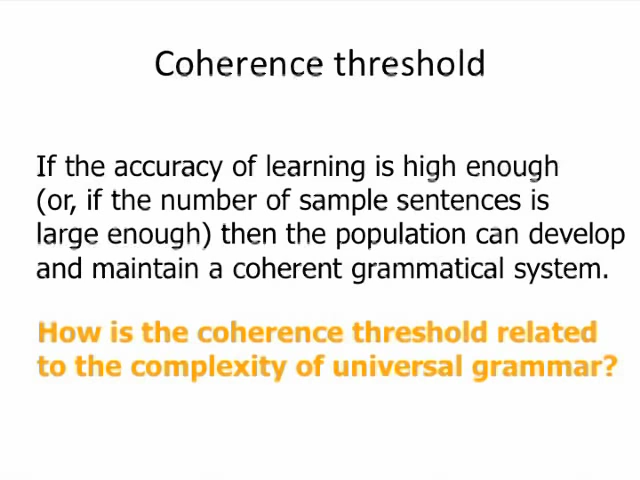 Coherence threshold
If the accuracy of learning is high enough
(or, if the number of sample sentences is
large enough) then the population can develop
and maintain a coherent grammatical system.
How is the coherence threshold related
to the complexity of universal grammar?